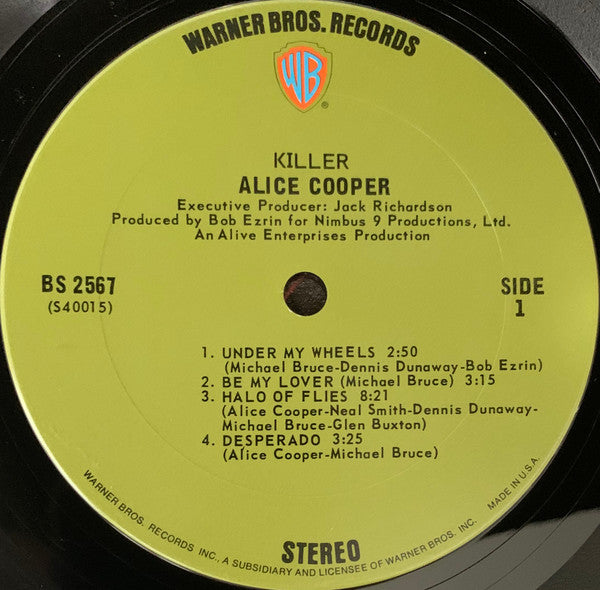 WARNER BROS. RECORDS
WB
®
KILLER
ALICE COOPER
Executive Producer: Jack Richardson
Produced by Bob Ezrin for Nimbus 9 Productions, Ltd.
An Alive Enterprises Production
BS 2567
(S40015)
SIDE
1
1. UNDER MY WHEELS 2:50
(Michael Bruce-Dennis Dunaway-Bob Ezrin)
2. BE MY LOVER (Michael Bruce) 3:15
3. HALO OF FLIES 8:21
(Alice Cooper-Neal Smith-Dennis Dunaway-
Michael Bruce-Glen Buxton)
4. DESPERADO 3:25
(Alice Cooper-Michael Bruce)
STEREO
WARNER BROS. RECORDS INC., A SUBSIDIARY AND LICENSEE OF WARNER BROS. INC.
MADE IN U.S.A.